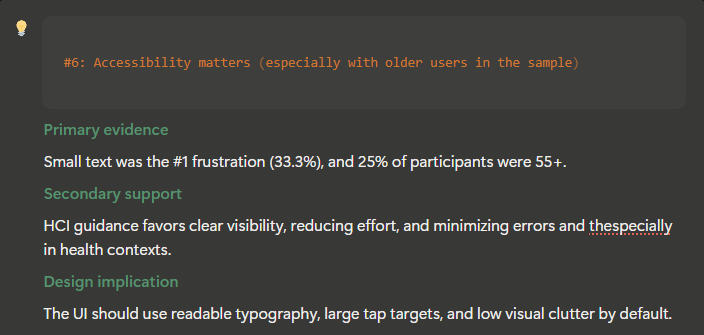 #6: Accessibility matters (especially with older users in the sample)
Primary evidence
Small text was the #1 frustration (33.3%), and 25% of participants were 55+.
Secondary support
HCI guidance favors clear visibility, reducing effort, and minimizing errors and thespecially
in health contexts.
Design implication
The UI should use readable typography, large tap targets, and low visual clutter by default.